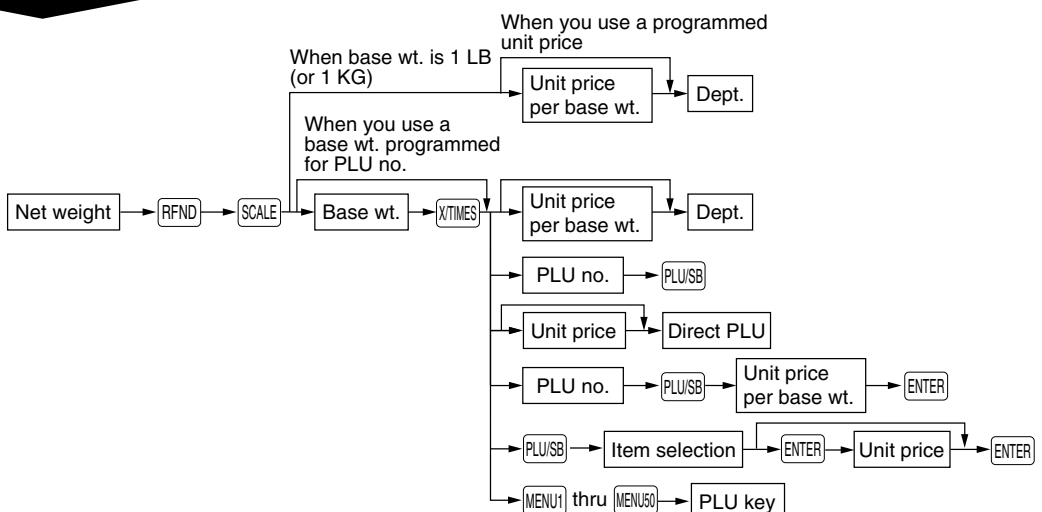 When you use a programmed
unit price
When base wt. is 1 LB
(or 1 KG)
Unit price
per base wt.
Dept.
When you use a
base wt. programmed
for PLU no.
Net weight
RFND
SCALE
Base wt.
X/TIMES
Unit price
per base wt.
Dept.
PLU no.
PLU/SB
Unit price
Direct PLU
PLU no.
PLU/SB
Unit price
per base wt.
ENTER
PLU/SB
Item selection
ENTER
Unit price
ENTER
MENU1 thru MENU50
PLU key